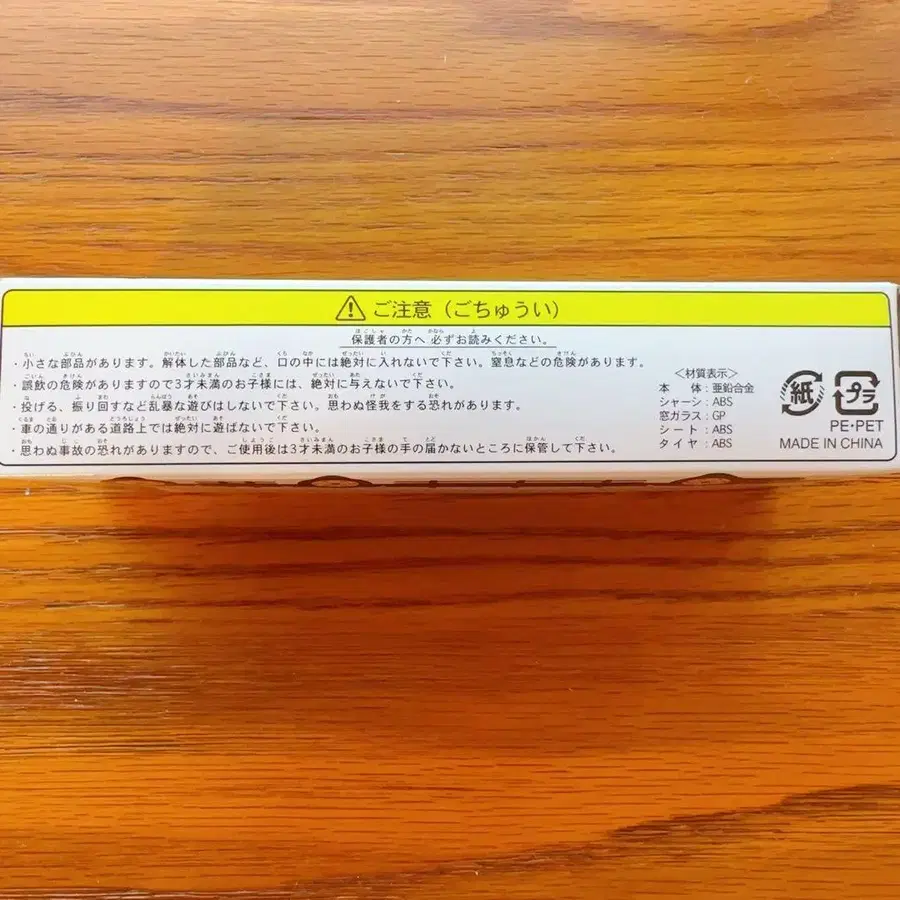 ご注意（ごちゅうい）
保護者の方へ 必ずお読みください。
・小さな部品があります。解体した部品など、口の中には絶対に入れないで下さい。窒息などの危険があります。
・誤飲の危険がありますので3才未満のお子様には、絶対に与えないで下さい。
・投げる、振り回すなど乱暴な遊びはしないで下さい。思わぬ怪我をする恐れがあります。
・車の通りがある道路上では絶対に遊ばないで下さい。
・思わぬ事故の恐れがありますので、ご使用後は3才未満のお子様の手の届かないところに保管して下さい。
＜材質表示＞
本　体：亜鉛合金
シャーシ：ABS
窓ガラス：GP
シート：ABS
タイヤ：ABS
紙
プラ
PE・PET
MADE IN CHINA